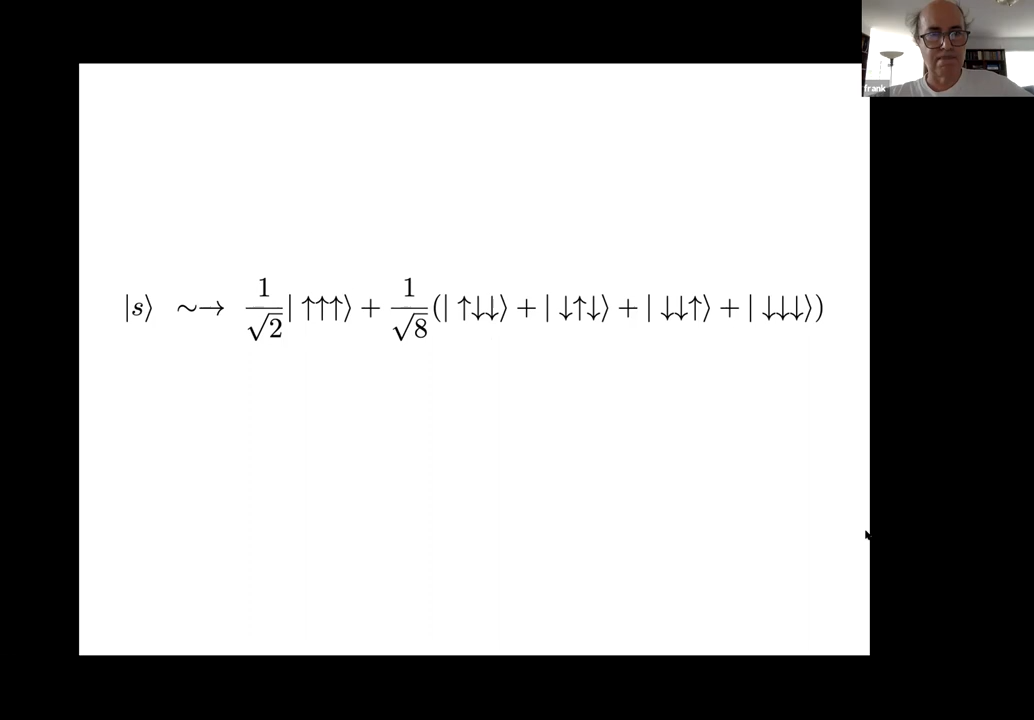 frank
|s⟩ ∼→ 1/√2 | ↑↑↑⟩ + 1/√8 (| ↑↓↓⟩ + | ↓↑↓⟩ + | ↓↓↑⟩ + | ↓↓↓⟩)